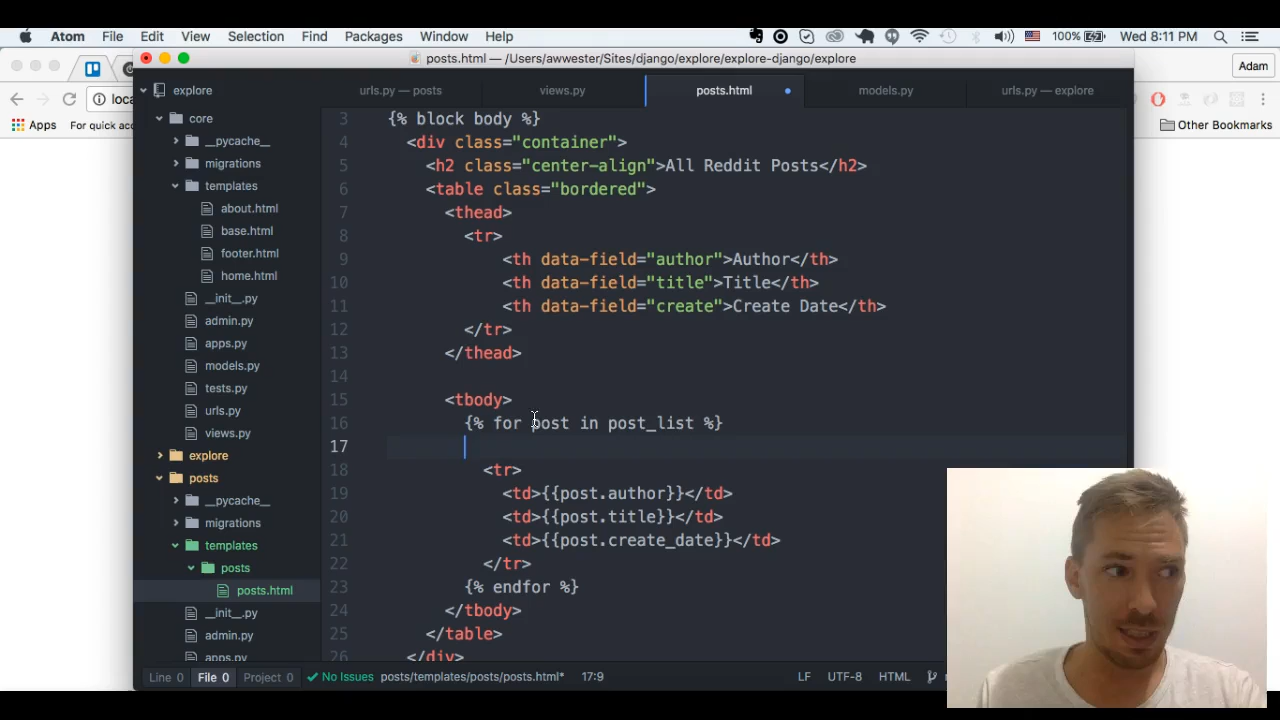 Atom File Edit View Selection Find Packages Window Help 100% Wed 8:11 PM
posts.html — /Users/awwester/Sites/django/explore/explore-django/explore
Adam
explore
urls.py — posts
views.py
posts.html
models.py
urls.py — explore
loca
Apps For quick acc
Other Bookmarks
core
__pycache__
migrations
templates
about.html
base.html
footer.html
home.html
__init__.py
admin.py
apps.py
models.py
tests.py
urls.py
views.py
explore
posts
__pycache__
migrations
templates
posts
posts.html
__init__.py
admin.py
apps.py
3 {% block body %}
4 <div class="container">
5 <h2 class="center-align">All Reddit Posts</h2>
6 <table class="bordered">
7 <thead>
8 <tr>
9 <th data-field="author">Author</th>
10 <th data-field="title">Title</th>
11 <th data-field="create">Create Date</th>
12 </tr>
13 </thead>
14
15 <tbody>
16 {% for post in post_list %}
17
18 <tr>
19 <td>{{post.author}}</td>
20 <td>{{post.title}}</td>
21 <td>{{post.create_date}}</td>
22 </tr>
23 {% endfor %}
24 </tbody>
25 </table>
26 </div>
Line 0 File 0 Project 0 No Issues posts/templates/posts/posts.html* 17:9 LF UTF-8 HTML